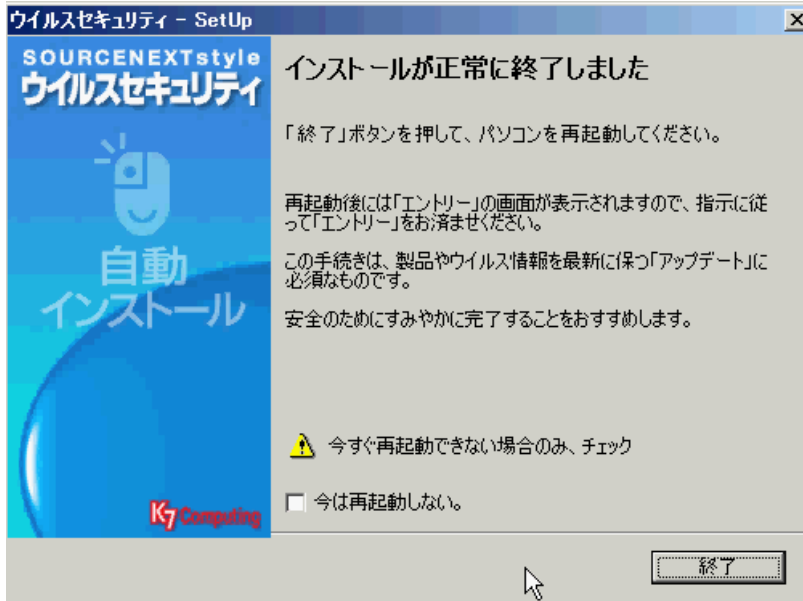 ウイルスセキュリティ - SetUp
SOURCENEXTstyle
ウイルスセキュリティ
自動
インストール
K7 Computing
インストールが正常に終了しました
「終了」ボタンを押して、パソコンを再起動してください。
再起動後には「エントリー」の画面が表示されますので、指示に従
って「エントリー」をお済ませください。
この手続きは、製品やウイルス情報を最新に保つ「アップデート」に
必須なものです。
安全のためにすみやかに完了することをおすすめします。
今すぐ再起動できない場合のみ、チェック
今は再起動しない。
終了